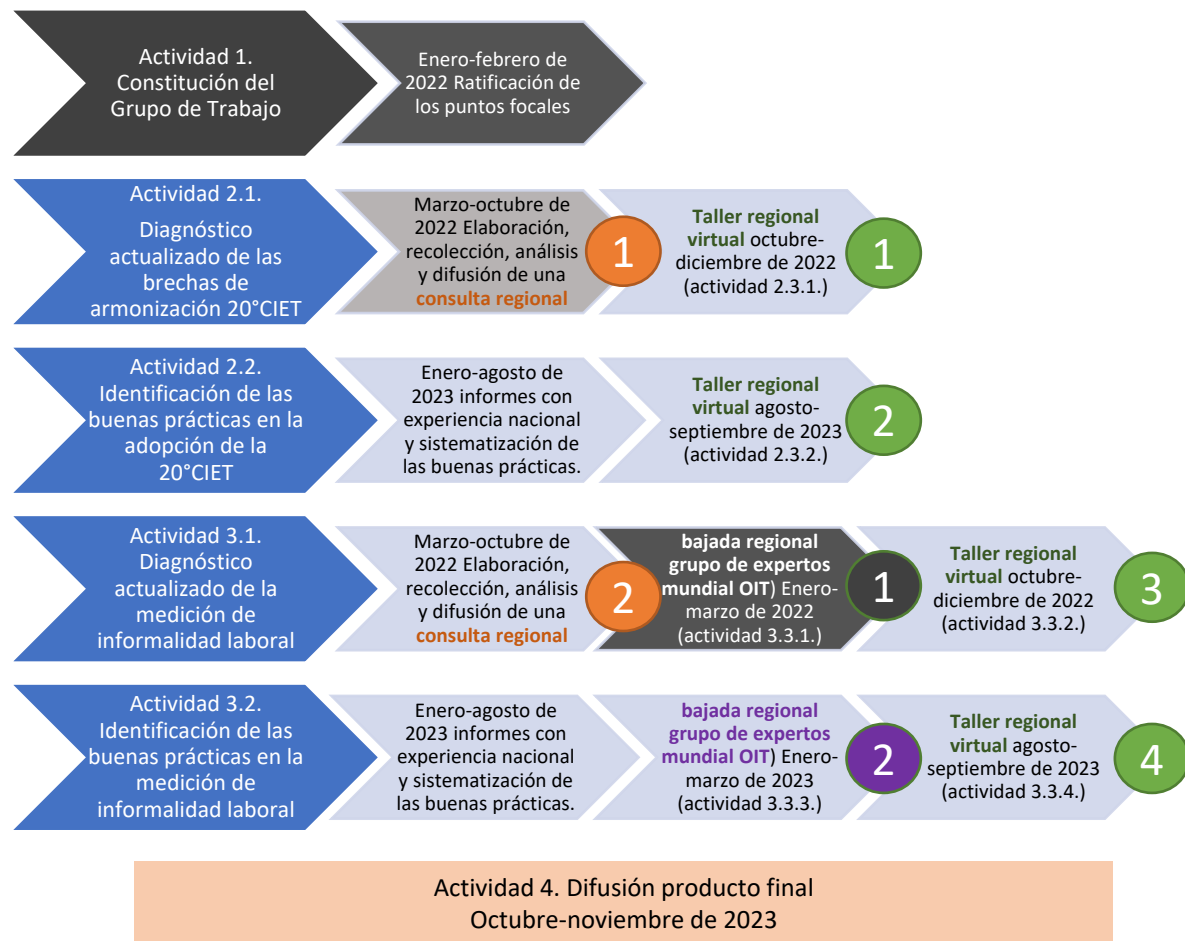 Actividad 1.
Constitución del
Grupo de Trabajo
Enero-febrero de
2022 Ratificación de
los puntos focales
Actividad 2.1.
Diagnóstico
actualizado de las
brechas de
armonización 20°CIET
Marzo-octubre de
2022 Elaboración,
recolección, análisis
y difusión de una
consulta regional
1
Taller regional
virtual octubre-
diciembre de 2022
(actividad 2.3.1.)
1
Actividad 2.2.
Identificación de las
buenas prácticas en la
adopción de la
20°CIET
Enero-agosto de
2023 informes con
experiencia nacional
y sistematización de
las buenas prácticas.
Taller regional
virtual agosto-
septiembre de 2023
(actividad 2.3.2.)
2
Actividad 3.1.
Diagnóstico
actualizado de la
medición de
informalidad laboral
Marzo-octubre de
2022 Elaboración,
recolección, análisis
y difusión de una
consulta regional
2
bajada regional
grupo de expertos
mundial OIT) Enero-
marzo de 2022
(actividad 3.3.1.)
1
Taller regional
virtual octubre-
diciembre de 2022
(actividad 3.3.2.)
3
Actividad 3.2.
Identificación de las
buenas prácticas en la
medición de
informalidad laboral
Enero-agosto de
2023 informes con
experiencia nacional
y sistematización de
las buenas prácticas.
bajada regional
grupo de expertos
mundial OIT) Enero-
marzo de 2023
(actividad 3.3.3.)
2
Taller regional
virtual agosto-
septiembre de 2023
(actividad 3.3.4.)
4
Actividad 4. Difusión producto final
Octubre-noviembre de 2023